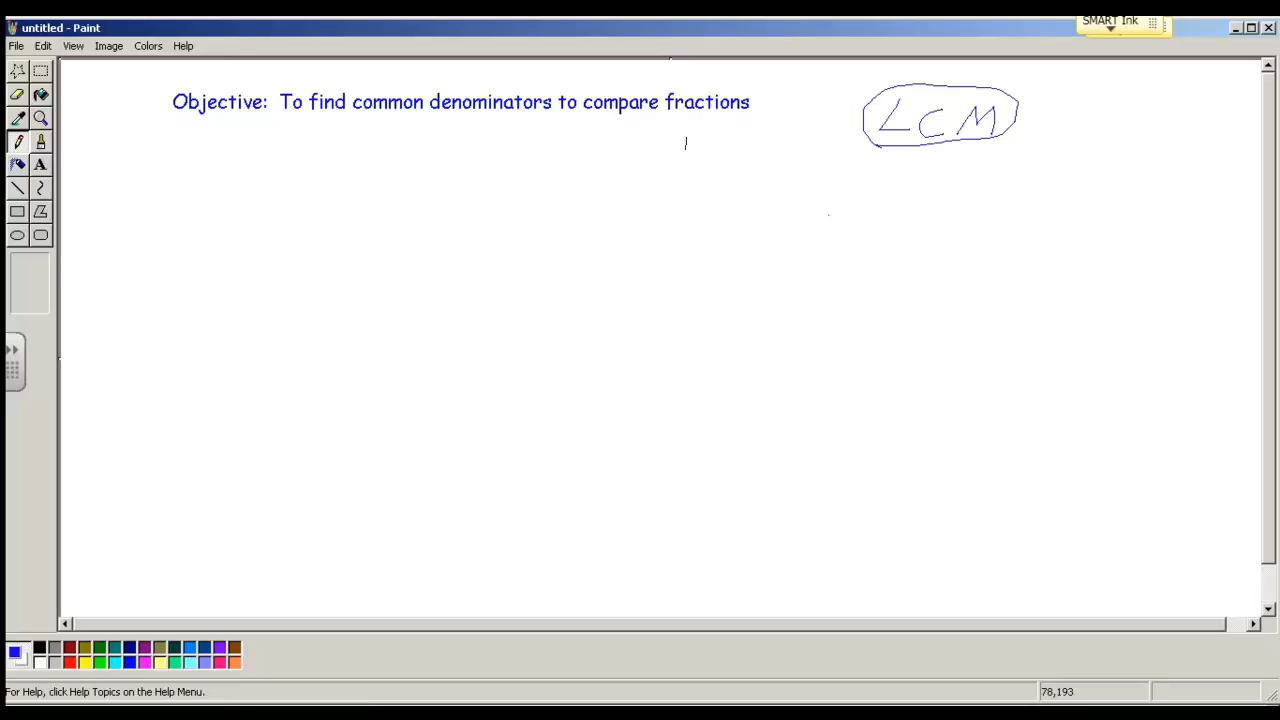 untitled - Paint
SMART Ink
File Edit View Image Colors Help
Objective: To find common denominators to compare fractions
LCM
A
For Help, click Help Topics on the Help Menu.
78,193